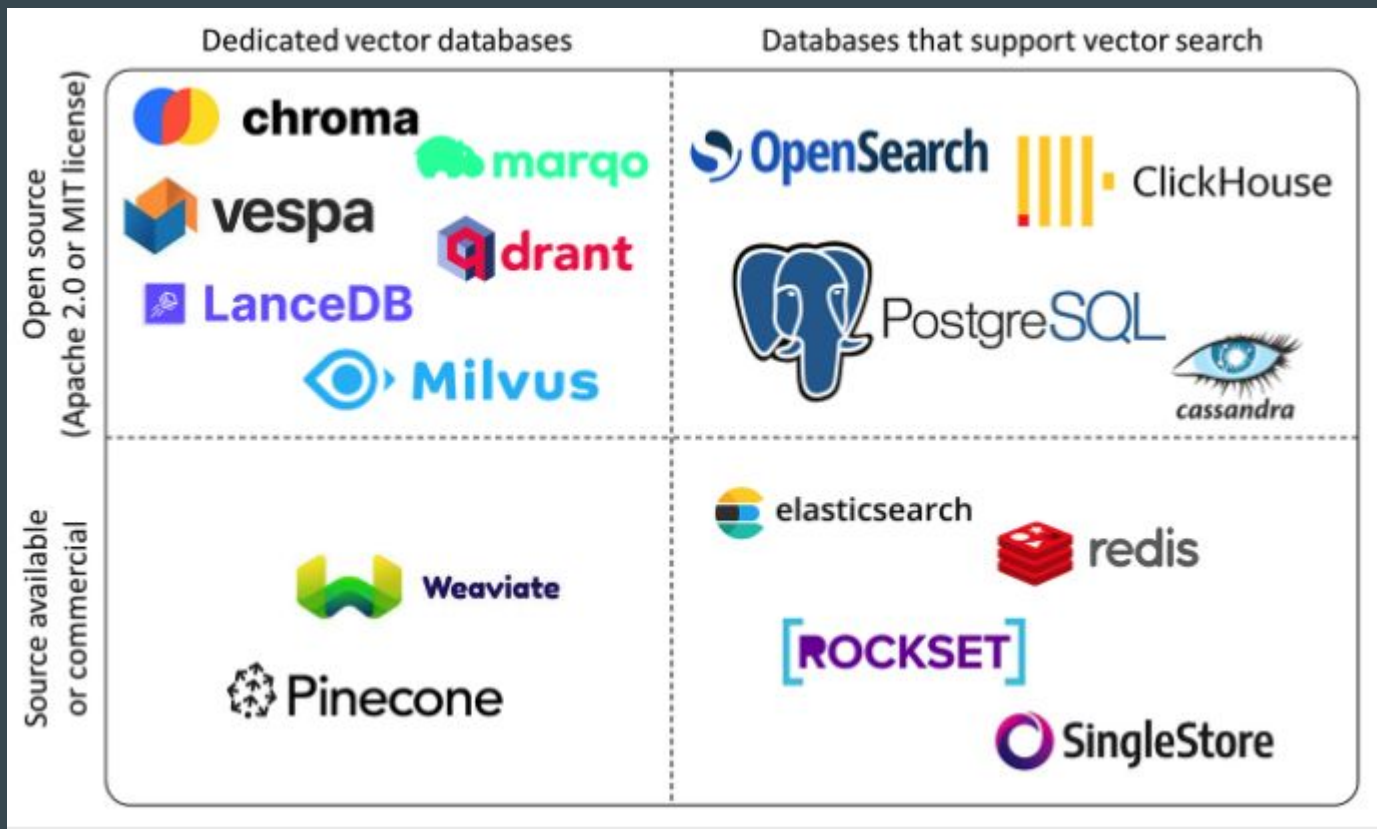 Dedicated vector databases
Databases that support vector search
Open source
(Apache 2.0 or MIT license)
chroma
marqo
vespa
qdrant
LanceDB
Milvus
OpenSearch
ClickHouse
PostgreSQL
cassandra
Source available
or commercial
Weaviate
Pinecone
elasticsearch
redis
[ROCKSET]
SingleStore